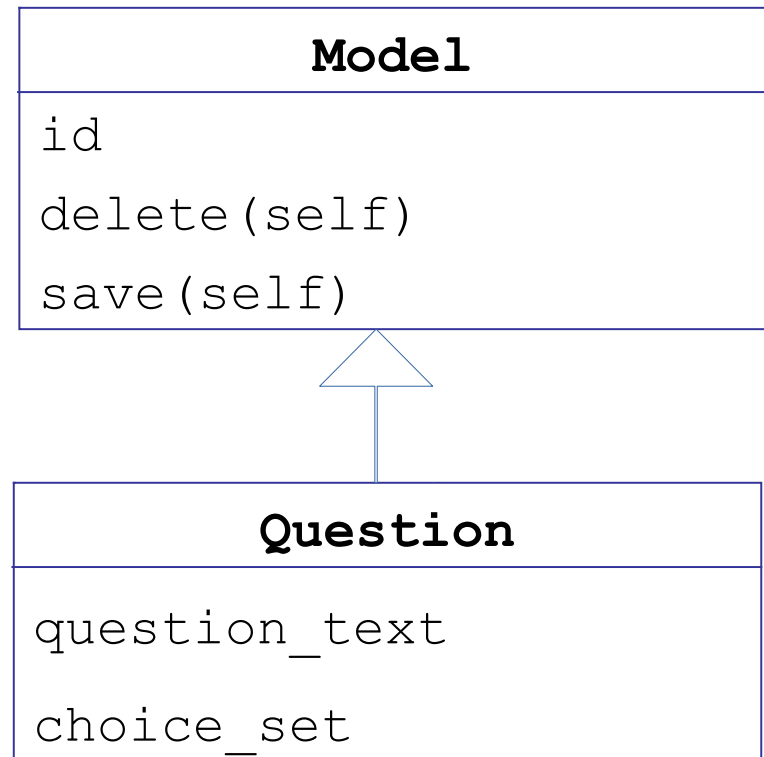 Model
id
delete(self)
save(self)
Question
question_text
choice_set